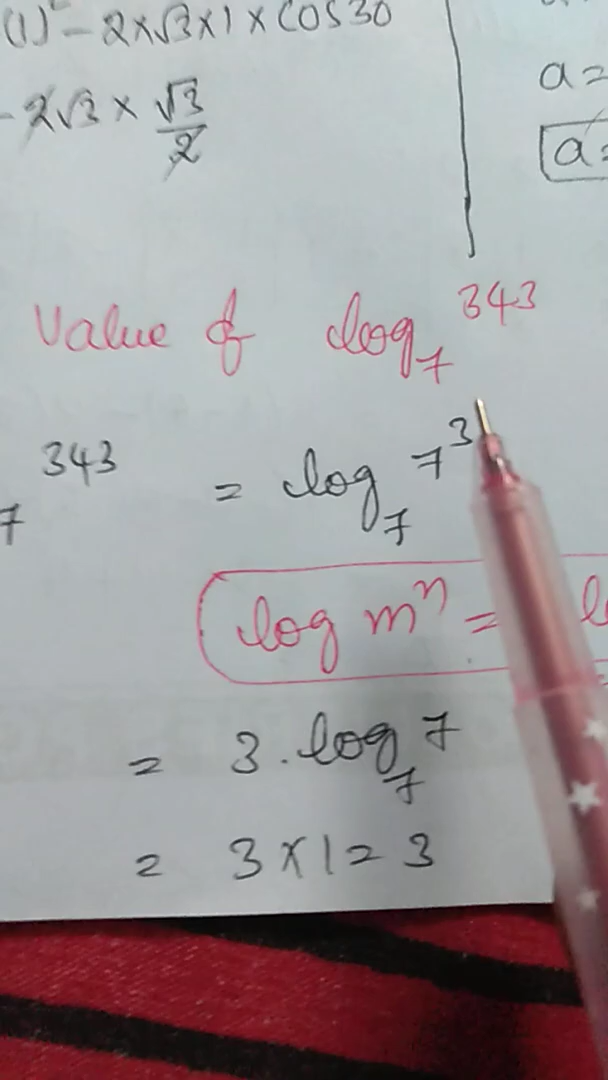 (1)² - 2×√3×1×cos30
a=
- 2√3 × √3/2
a=
Value of log₇ 343
7 343 = log₇ 7³
log mⁿ =
= 3 . log₇ 7
= 3×1=3